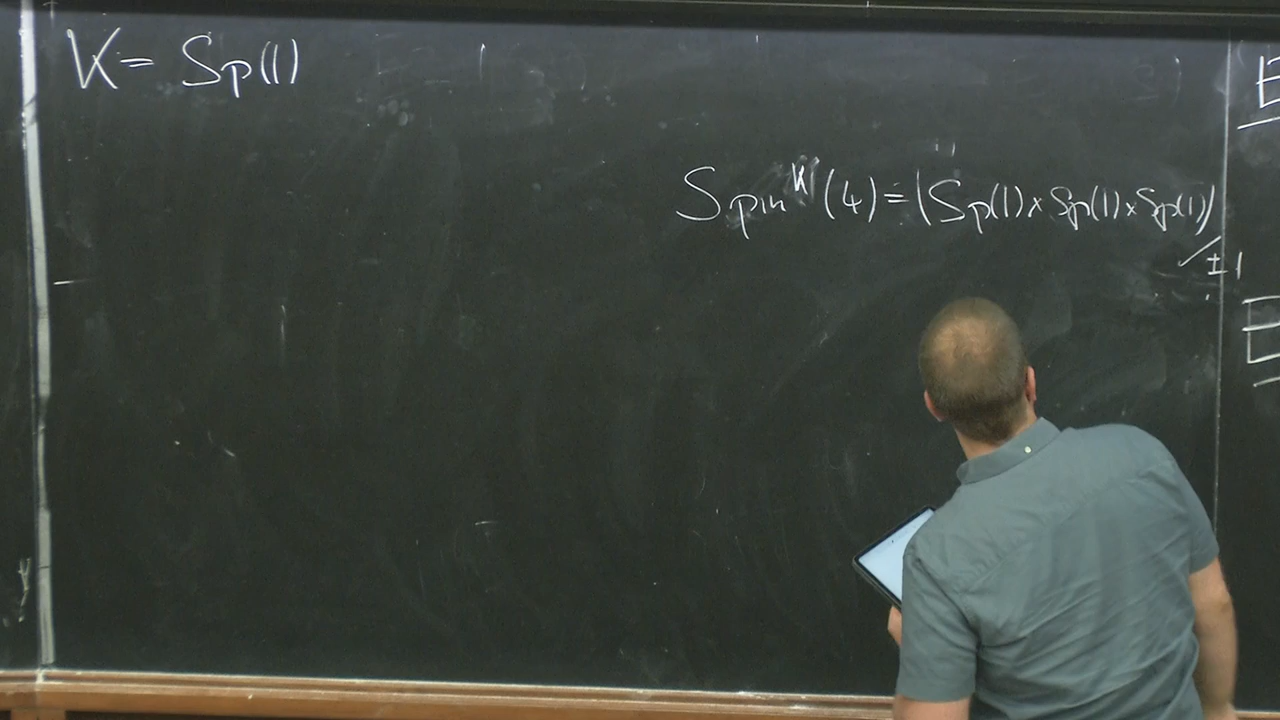 K = Sp(1)
Spin^K(4) = (Sp(1) × Sp(1) × Sp(1))
/±1
E
E